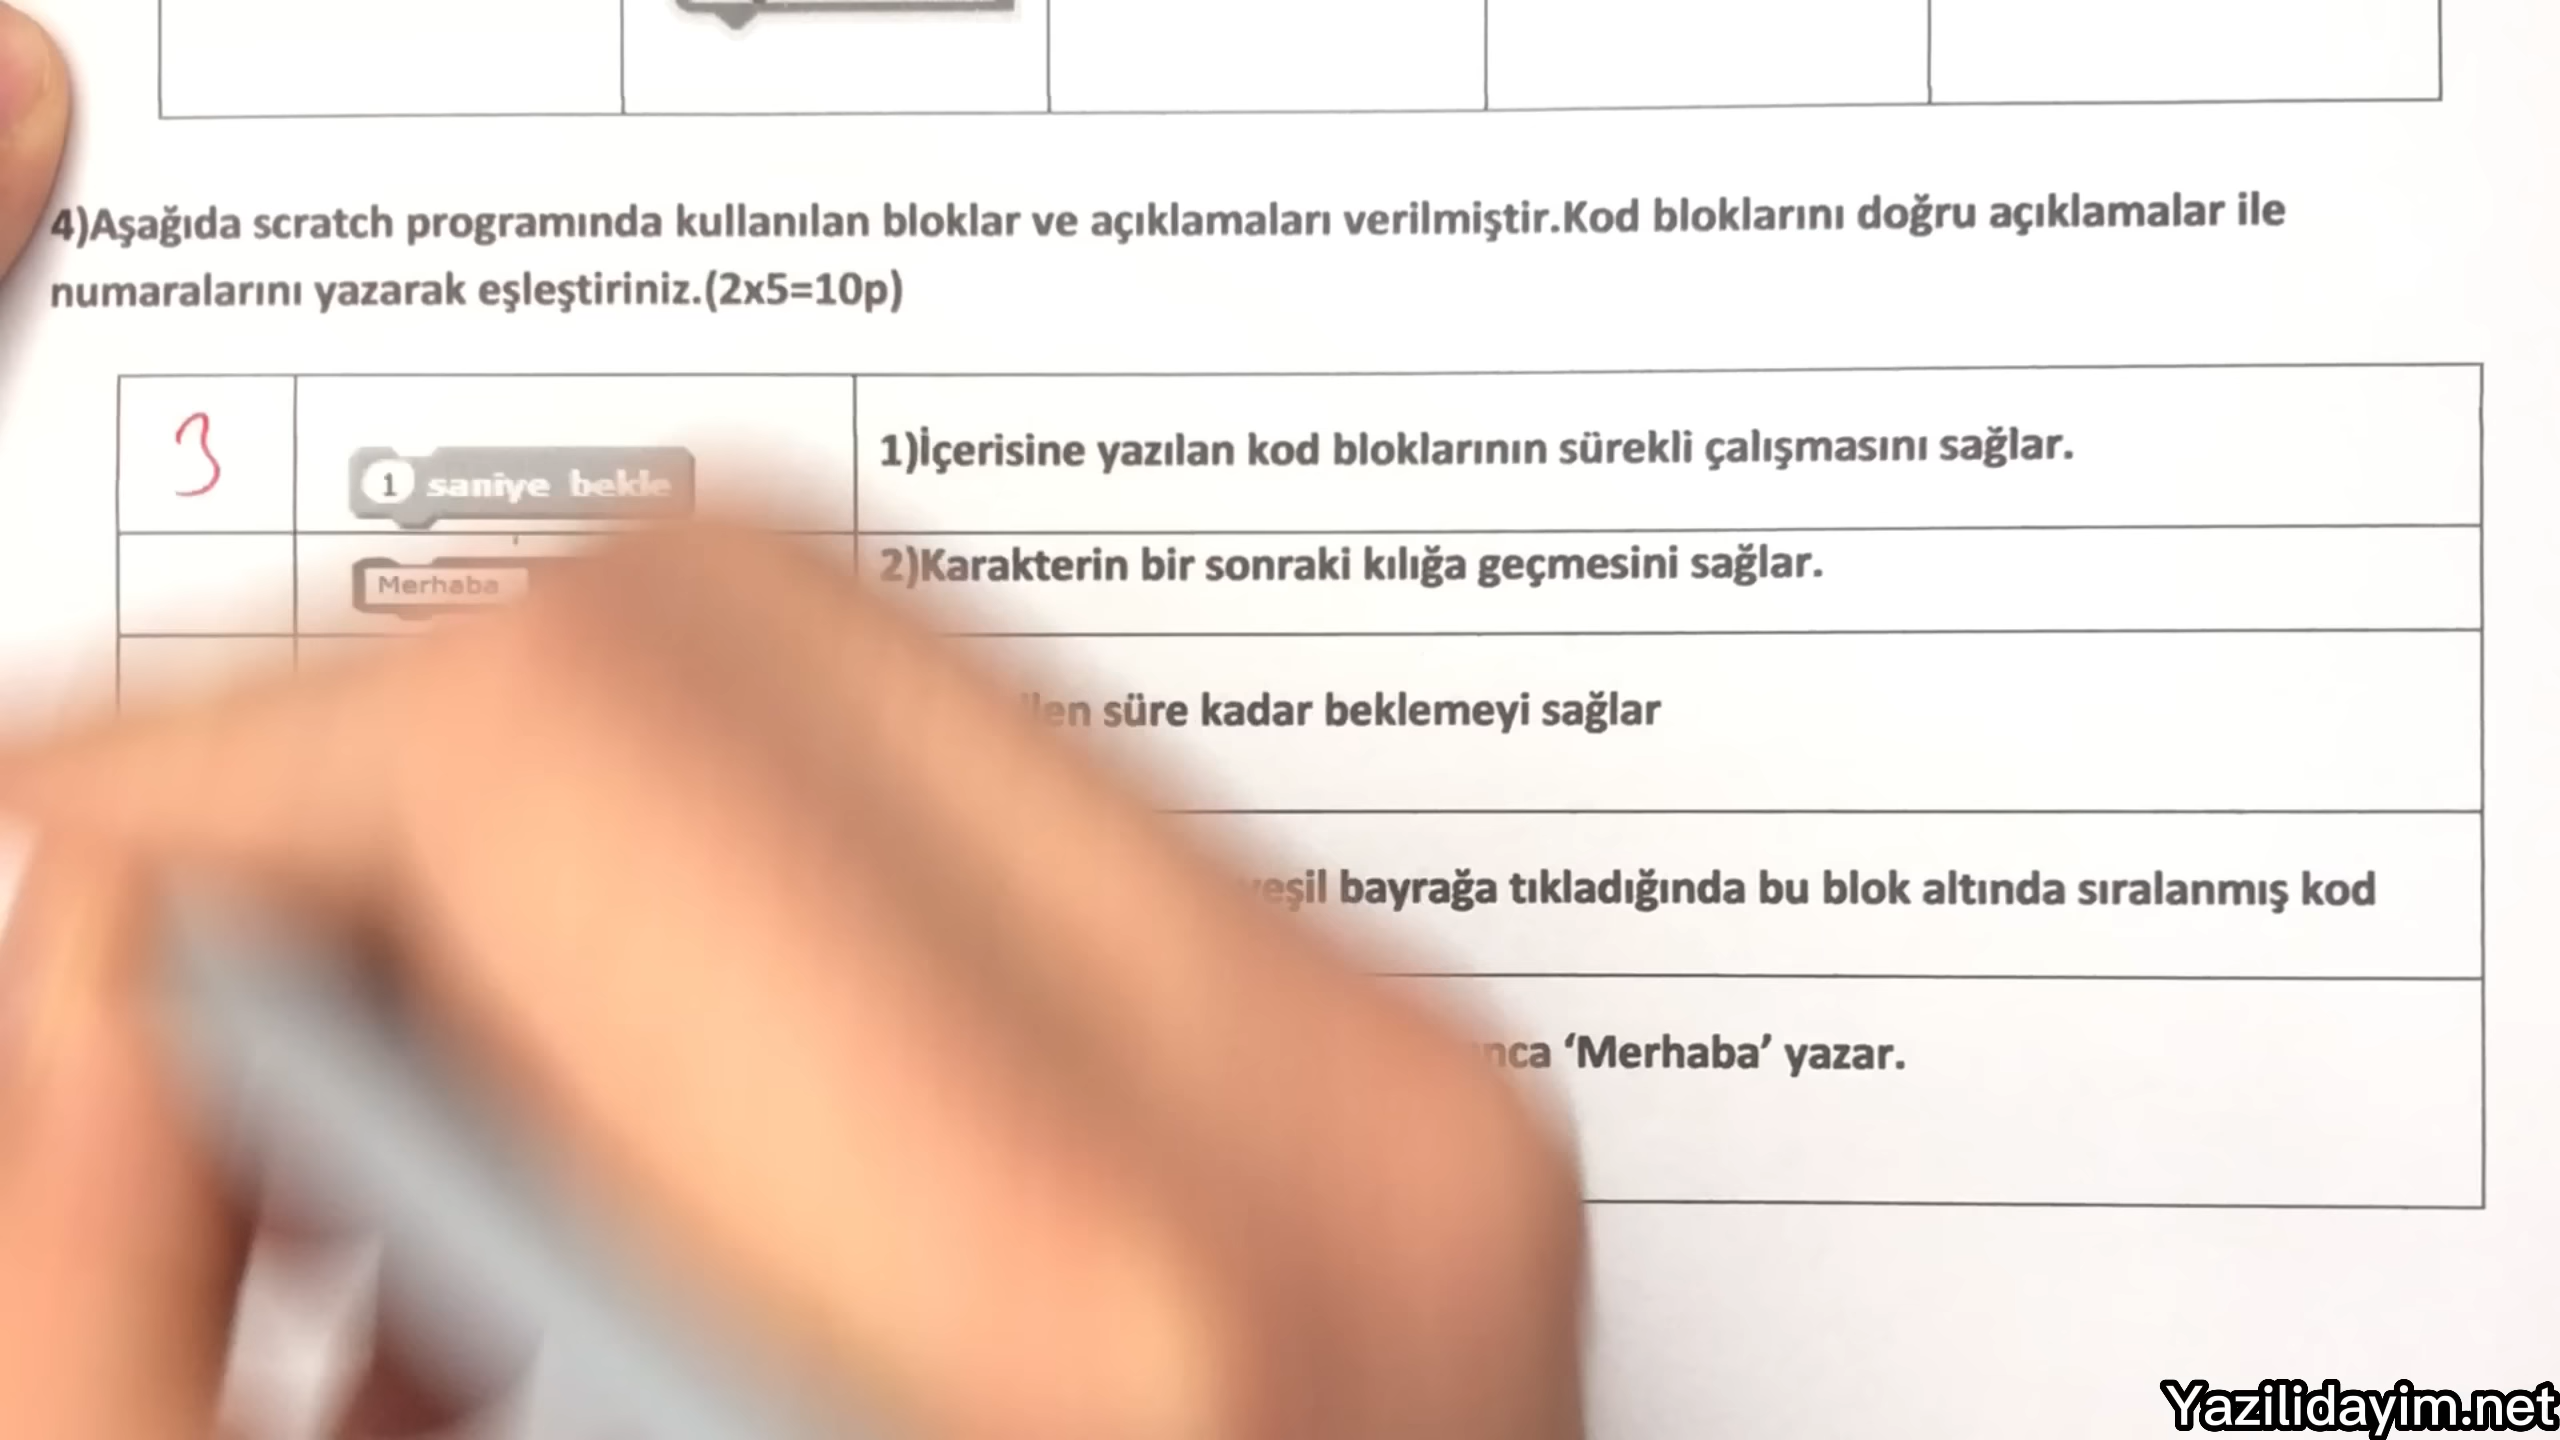 4)Aşağıda scratch programında kullanılan bloklar ve açıklamaları verilmiştir.Kod bloklarını doğru açıklamalar ile
numaralarını yazarak eşleştiriniz.(2x5=10p)
3
1 saniye bekle
1)İçerisine yazılan kod bloklarının sürekli çalışmasını sağlar.
Merhaba
2)Karakterin bir sonraki kılığa geçmesini sağlar.
süre kadar beklemeyi sağlar
bayrağa tıkladığında bu blok altında sıralanmış kod
‘Merhaba’ yazar.
Yazilidayim.net